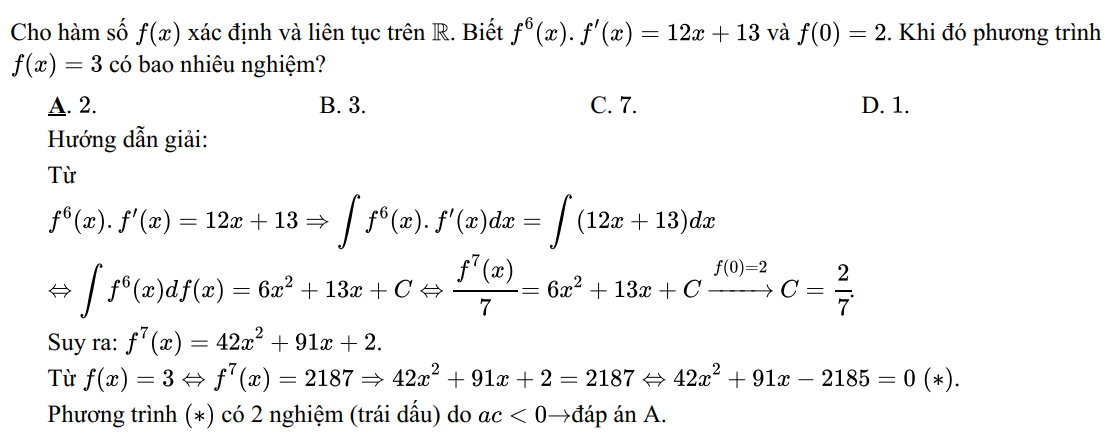 Cho hàm số f(x) xác định và liên tục trên ℝ. Biết f⁶(x). f′(x) = 12x + 13 và f(0) = 2. Khi đó phương trình
f(x) = 3 có bao nhiêu nghiệm?
A. 2. B. 3. C. 7. D. 1.
Hướng dẫn giải:
Từ
f⁶(x). f′(x) = 12x + 13 ⇒ ∫ f⁶(x). f′(x)dx = ∫ (12x + 13)dx
⇔ ∫ f⁶(x)df(x) = 6x² + 13x + C ⇔ f⁷(x)/7 = 6x² + 13x + C —f(0)=2→ C = 2/7.
Suy ra: f⁷(x) = 42x² + 91x + 2.
Từ f(x) = 3 ⇔ f⁷(x) = 2187 ⇒ 42x² + 91x + 2 = 2187 ⇔ 42x² + 91x − 2185 = 0 (*).
Phương trình (*) có 2 nghiệm (trái dấu) do ac < 0→đáp án A.